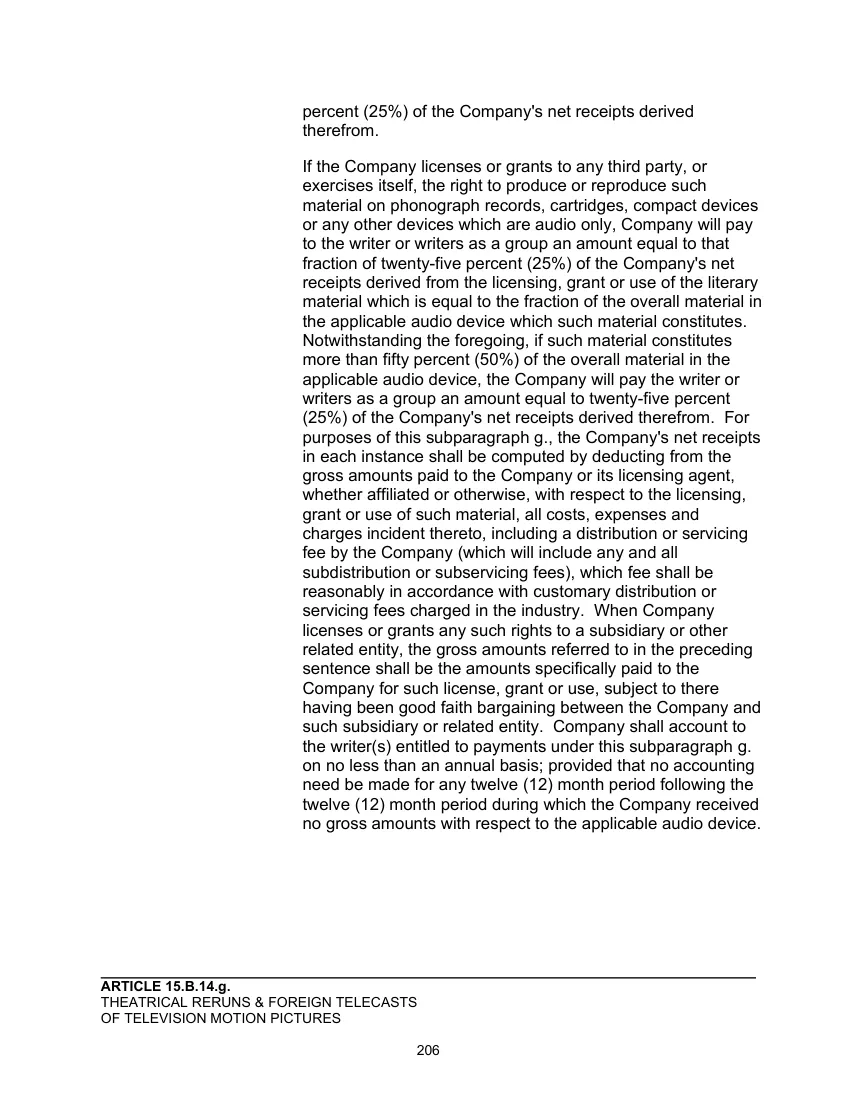 percent (25%) of the Company's net receipts derived
therefrom.
If the Company licenses or grants to any third party, or
exercises itself, the right to produce or reproduce such
material on phonograph records, cartridges, compact devices
or any other devices which are audio only, Company will pay
to the writer or writers as a group an amount equal to that
fraction of twenty-five percent (25%) of the Company's net
receipts derived from the licensing, grant or use of the literary
material which is equal to the fraction of the overall material in
the applicable audio device which such material constitutes.
Notwithstanding the foregoing, if such material constitutes
more than fifty percent (50%) of the overall material in the
applicable audio device, the Company will pay the writer or
writers as a group an amount equal to twenty-five percent
(25%) of the Company's net receipts derived therefrom.  For
purposes of this subparagraph g., the Company's net receipts
in each instance shall be computed by deducting from the
gross amounts paid to the Company or its licensing agent,
whether affiliated or otherwise, with respect to the licensing,
grant or use of such material, all costs, expenses and
charges incident thereto, including a distribution or servicing
fee by the Company (which will include any and all
subdistribution or subservicing fees), which fee shall be
reasonably in accordance with customary distribution or
servicing fees charged in the industry.  When Company
licenses or grants any such rights to a subsidiary or other
related entity, the gross amounts referred to in the preceding
sentence shall be the amounts specifically paid to the
Company for such license, grant or use, subject to there
having been good faith bargaining between the Company and
such subsidiary or related entity.  Company shall account to
the writer(s) entitled to payments under this subparagraph g.
on no less than an annual basis; provided that no accounting
need be made for any twelve (12) month period following the
twelve (12) month period during which the Company received
no gross amounts with respect to the applicable audio device.
ARTICLE 15.B.14.g.
THEATRICAL RERUNS & FOREIGN TELECASTS
OF TELEVISION MOTION PICTURES
206